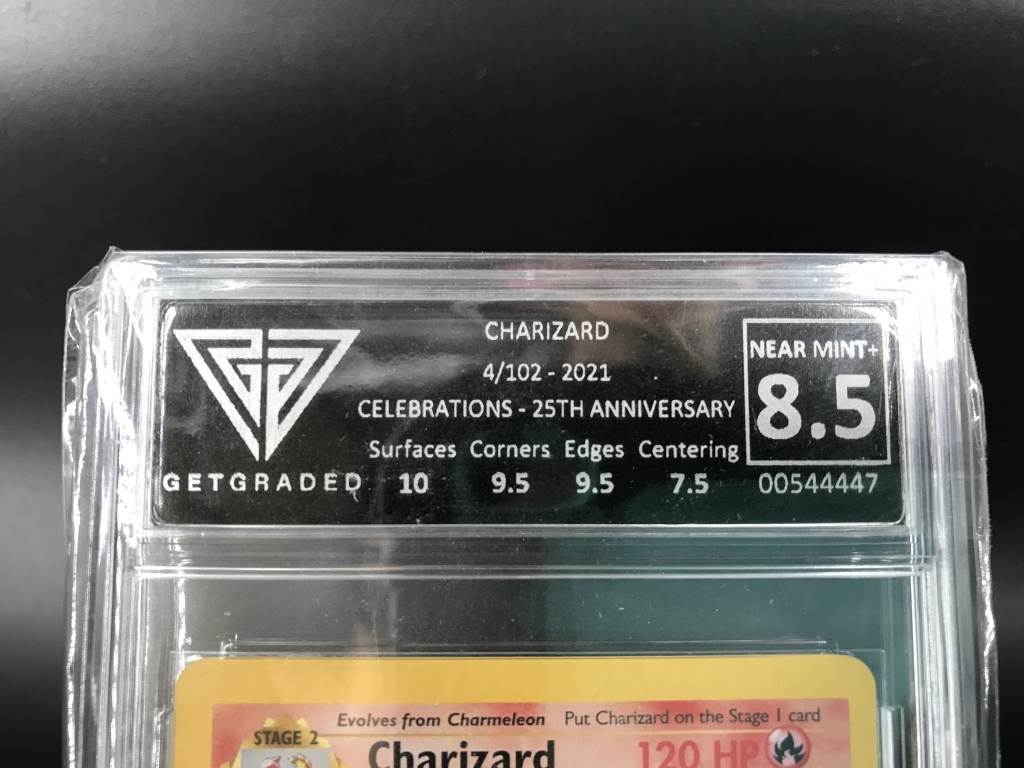 CHARIZARD
4/102 - 2021
CELEBRATIONS - 25TH ANNIVERSARY
Surfaces Corners Edges Centering
GETGRADED 10 9.5 9.5 7.5
NEAR MINT+
8.5
00544447
Evolves from Charmeleon Put Charizard on the Stage 1 card
STAGE 2
Charizard 120 HP